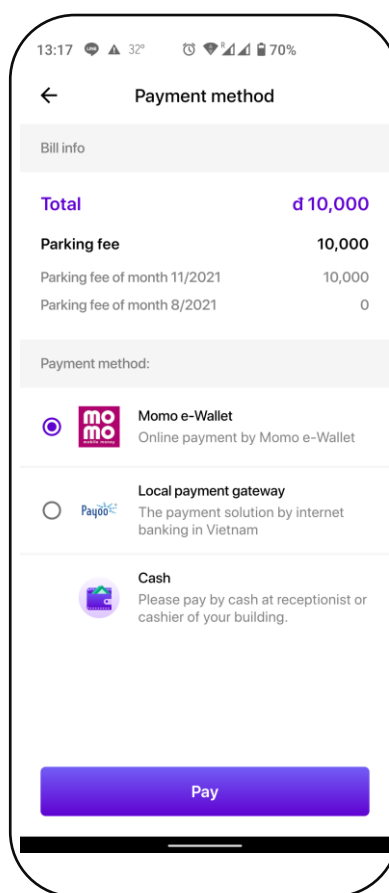 13:17 32° R 70%
Payment method
Bill info
Total đ 10,000
Parking fee 10,000
Parking fee of month 11/2021 10,000
Parking fee of month 8/2021 0
Payment method:
mo
mo
mobile money
Momo e-Wallet
Online payment by Momo e-Wallet
Payoo
Local payment gateway
The payment solution by internet
banking in Vietnam
Cash
Please pay by cash at receptionist or
cashier of your building.
Pay